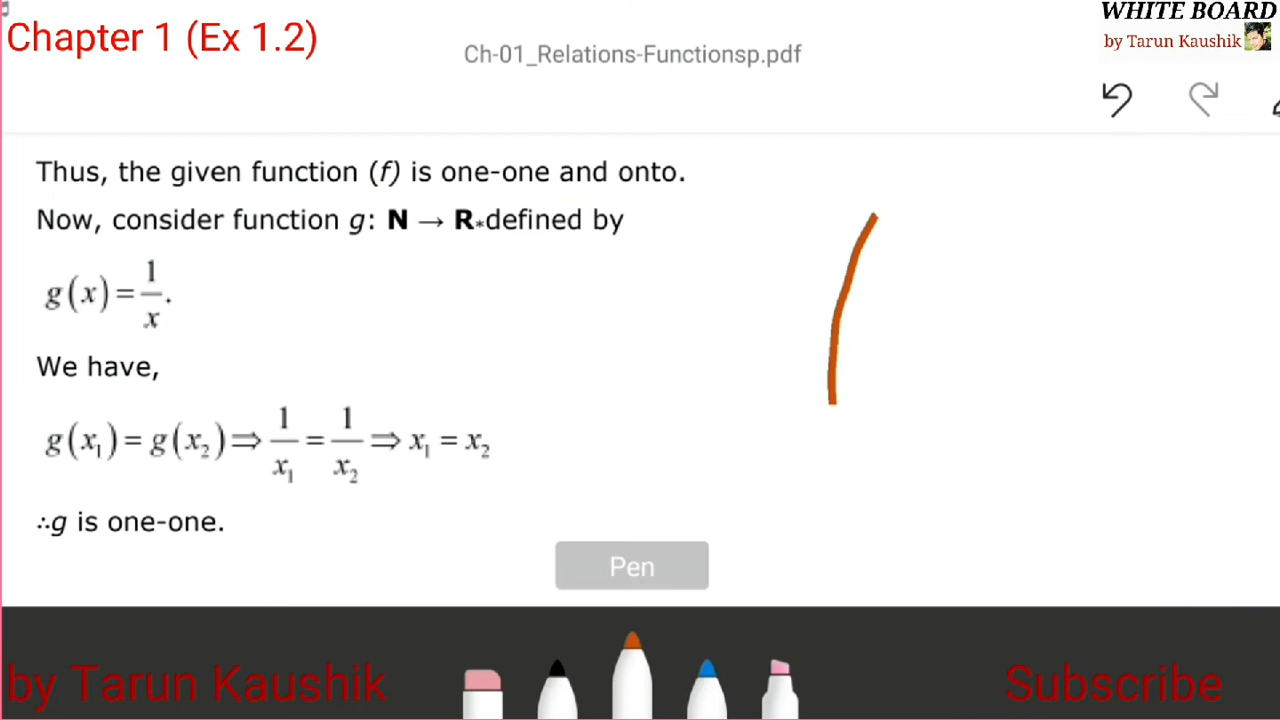 Chapter 1 (Ex 1.2)
WHITE BOARD
by Tarun Kaushik
Ch-01_Relations-Functionsp.pdf
Thus, the given function (f) is one-one and onto.
Now, consider function g: N → R*defined by
g(x) = 1/x.
We have,
g(x₁) = g(x₂) ⇒ 1/x₁ = 1/x₂ ⇒ x₁ = x₂
∴g is one-one.
Pen
by Tarun Kaushik
Subscribe